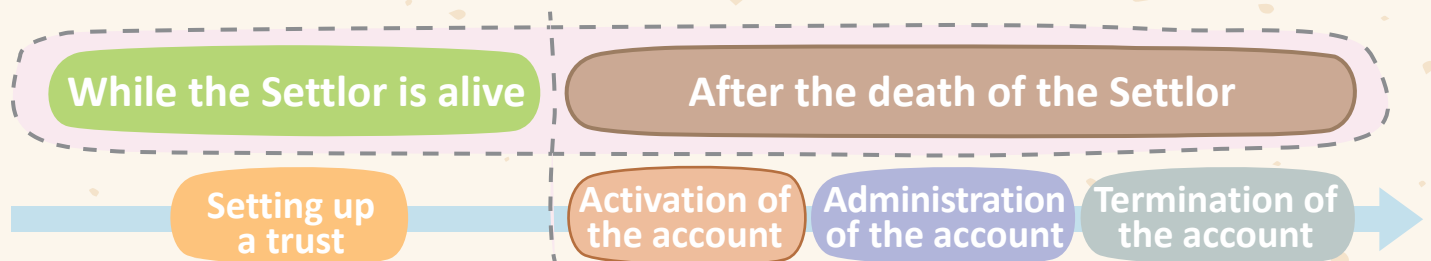 While the Settlor is alive
After the death of the Settlor
Setting up
a trust
Activation of
the account
Administration
of the account
Termination of
the account